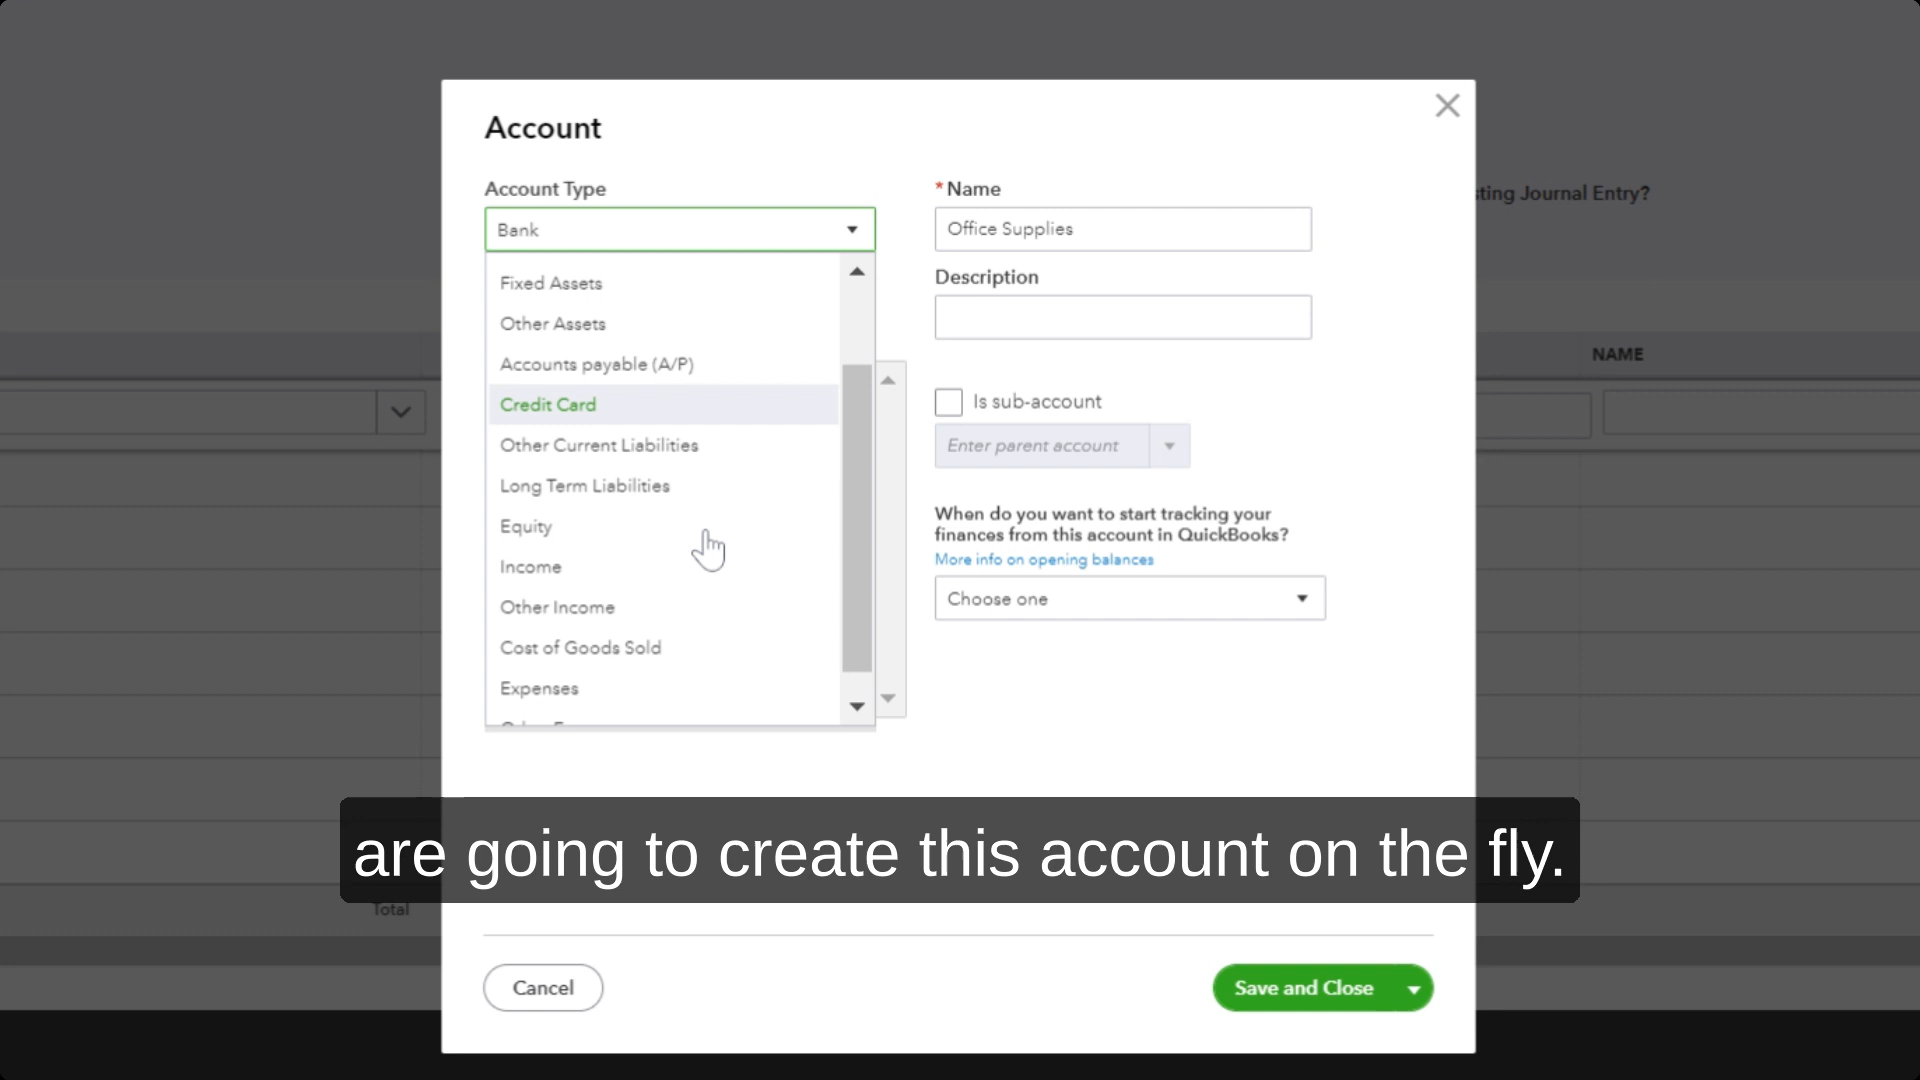 Account
Account Type
Bank
Fixed Assets
Other Assets
Accounts payable (A/P)
Credit Card
Other Current Liabilities
Long Term Liabilities
Equity
Income
Other Income
Cost of Goods Sold
Expenses
*Name
Office Supplies
Description
Is sub-account
Enter parent account
When do you want to start tracking your
finances from this account in QuickBooks?
More info on opening balances
Choose one
Journal Entry?
NAME
are going to create this account on the fly.
Total
Cancel
Save and Close